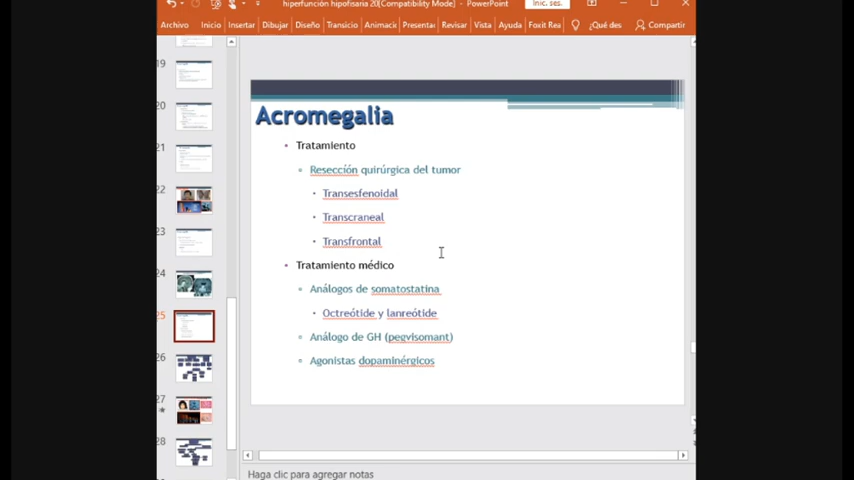 hiperfunción hipofisaria 20[Compatibility Mode] - PowerPoint
Inic. ses.
Archivo Inicio Insertar Dibujar Diseño Transicio Animaci Presentar Revisar Vista Ayuda Foxit Rea ¿Qué des Compartir
19
20
21
22
23
24
25
26
27
28
Acromegalia
Tratamiento
Resección quirúrgica del tumor
Transesfenoidal
Transcraneal
Transfrontal
Tratamiento médico
Análogos de somatostatina
Octreótide y lanreótide
Análogo de GH (pegvisomant)
Agonistas dopaminérgicos
Haga clic para agregar notas